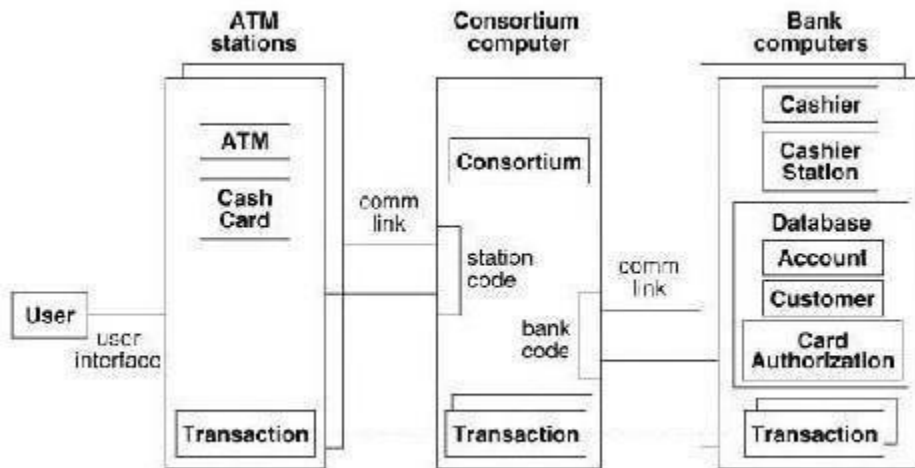 ATM
stations
Consortium
computer
Bank
computers
ATM
Cash
Card
Transaction
User
user
interface
comm
link
Consortium
station
code
bank
code
Transaction
comm
link
Cashier
Cashier
Station
Database
Account
Customer
Card
Authorization
Transaction